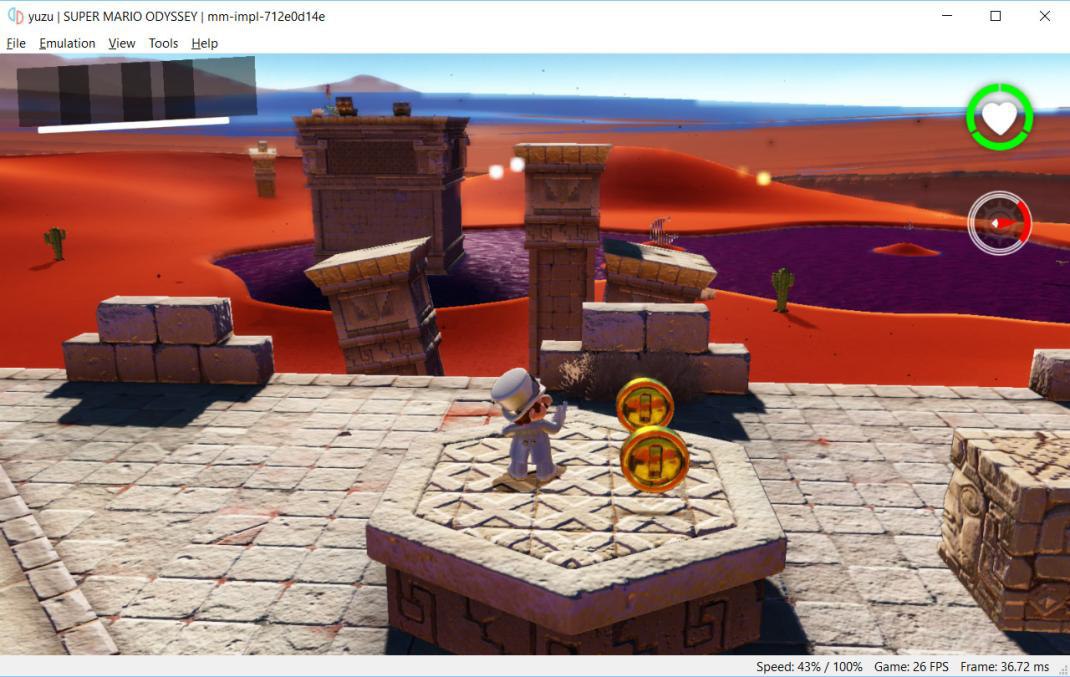 yuzu | SUPER MARIO ODYSSEY | mm-impl-712e0d14e
File Emulation View Tools Help
Speed: 43% / 100% Game: 26 FPS Frame: 36.72 ms